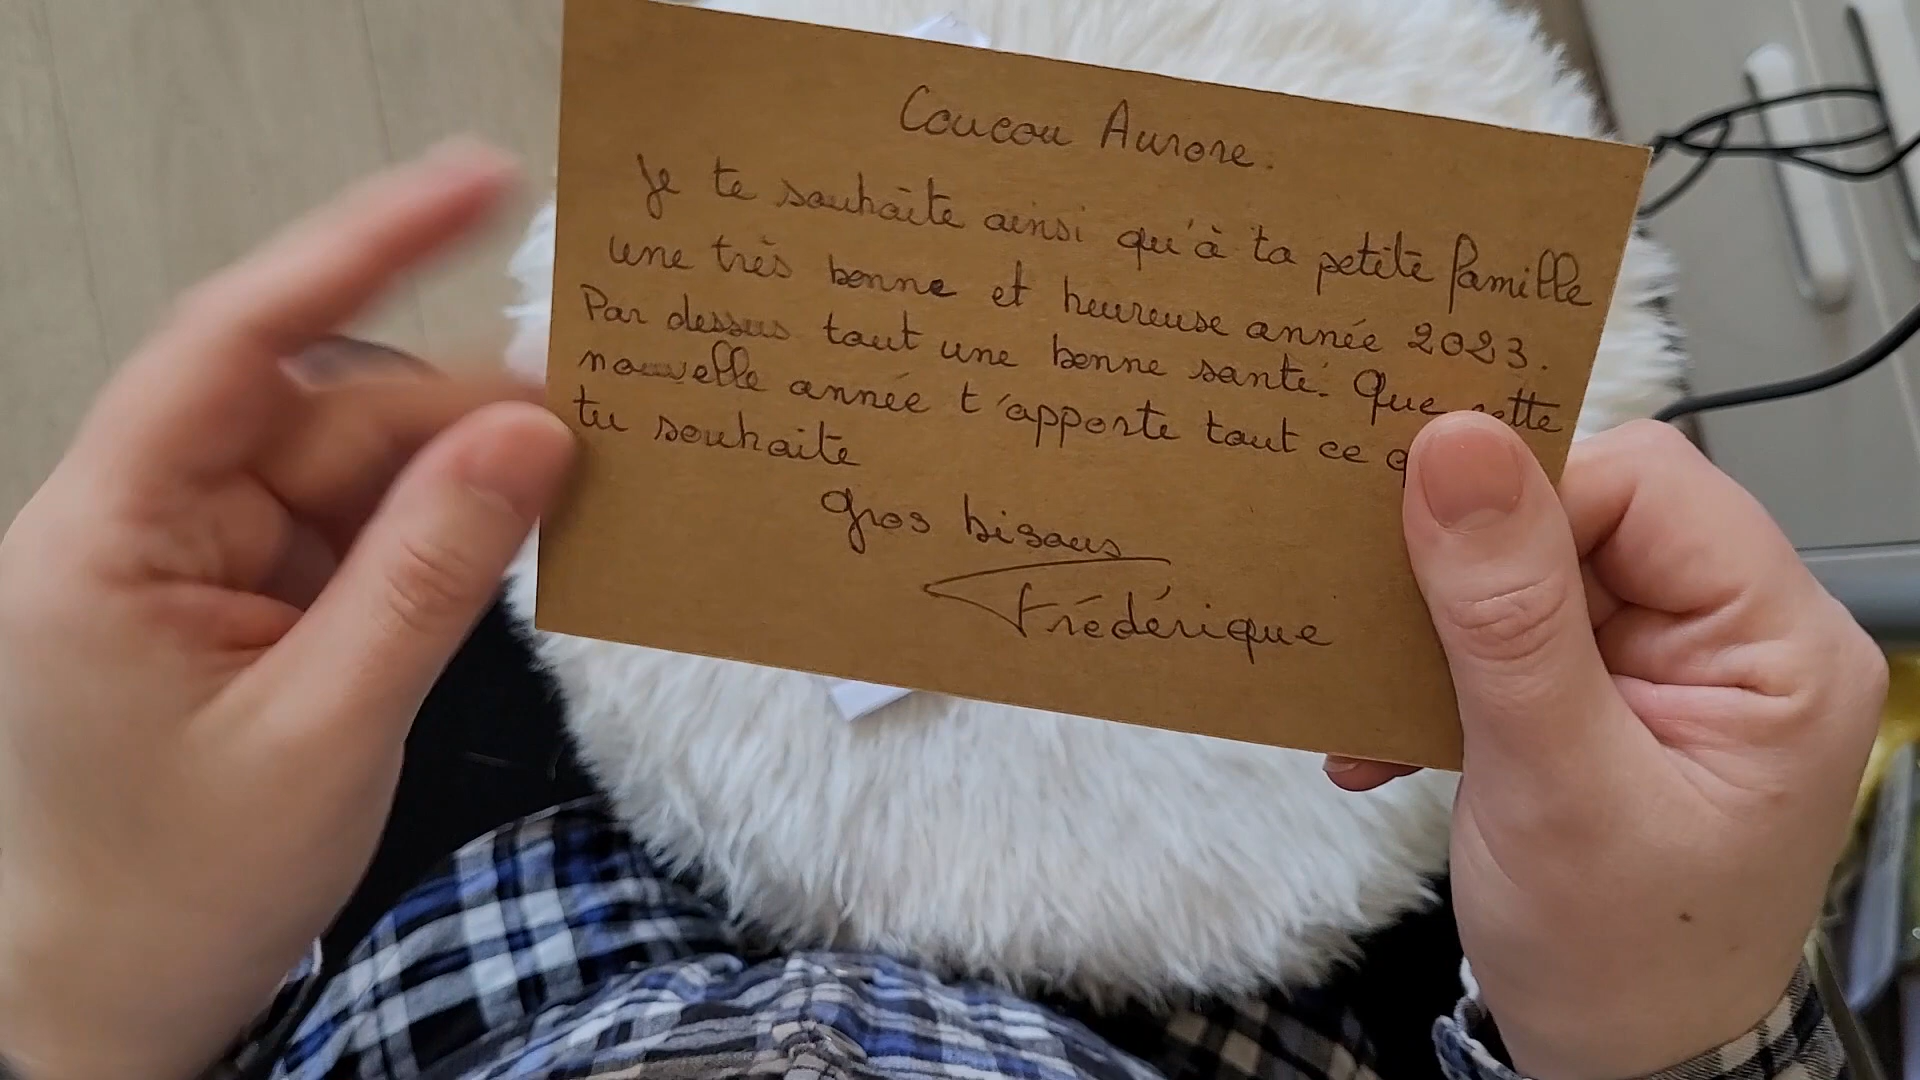 Coucou Aurore.
Je te souhaite ainsi qu'à ta petite famille
une très bonne et heureuse année 2023.
Par dessus tout une bonne santé. Que cette
nouvelle année t'apporte tout ce
tu souhaite
Gros bisous
Frédérique